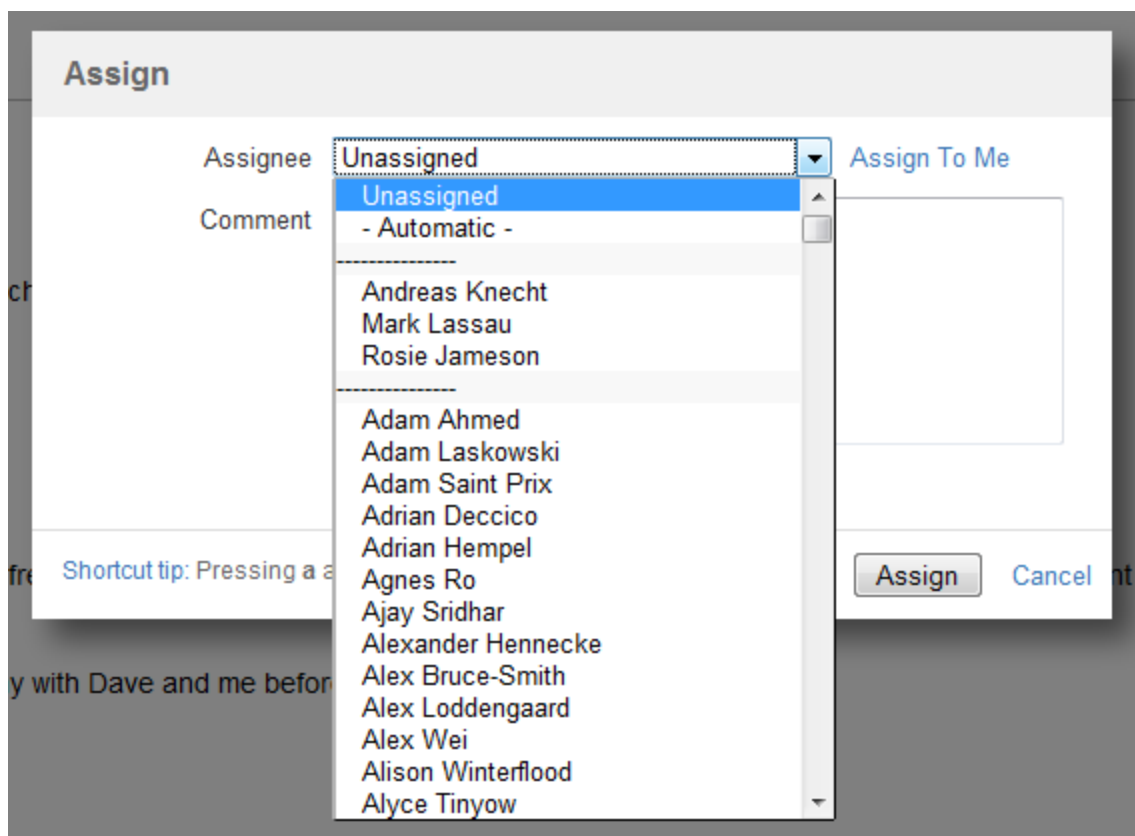 Assign
Assignee Unassigned Assign To Me
Comment
Unassigned
- Automatic -
---------------
Andreas Knecht
Mark Lassau
Rosie Jameson
---------------
Adam Ahmed
Adam Laskowski
Adam Saint Prix
Adrian Deccico
Adrian Hempel
Agnes Ro
Ajay Sridhar
Alexander Hennecke
Alex Bruce-Smith
Alex Loddengaard
Alex Wei
Alison Winterflood
Alyce Tinyow
Shortcut tip: Pressing a
Assign Cancel
y with Dave and me